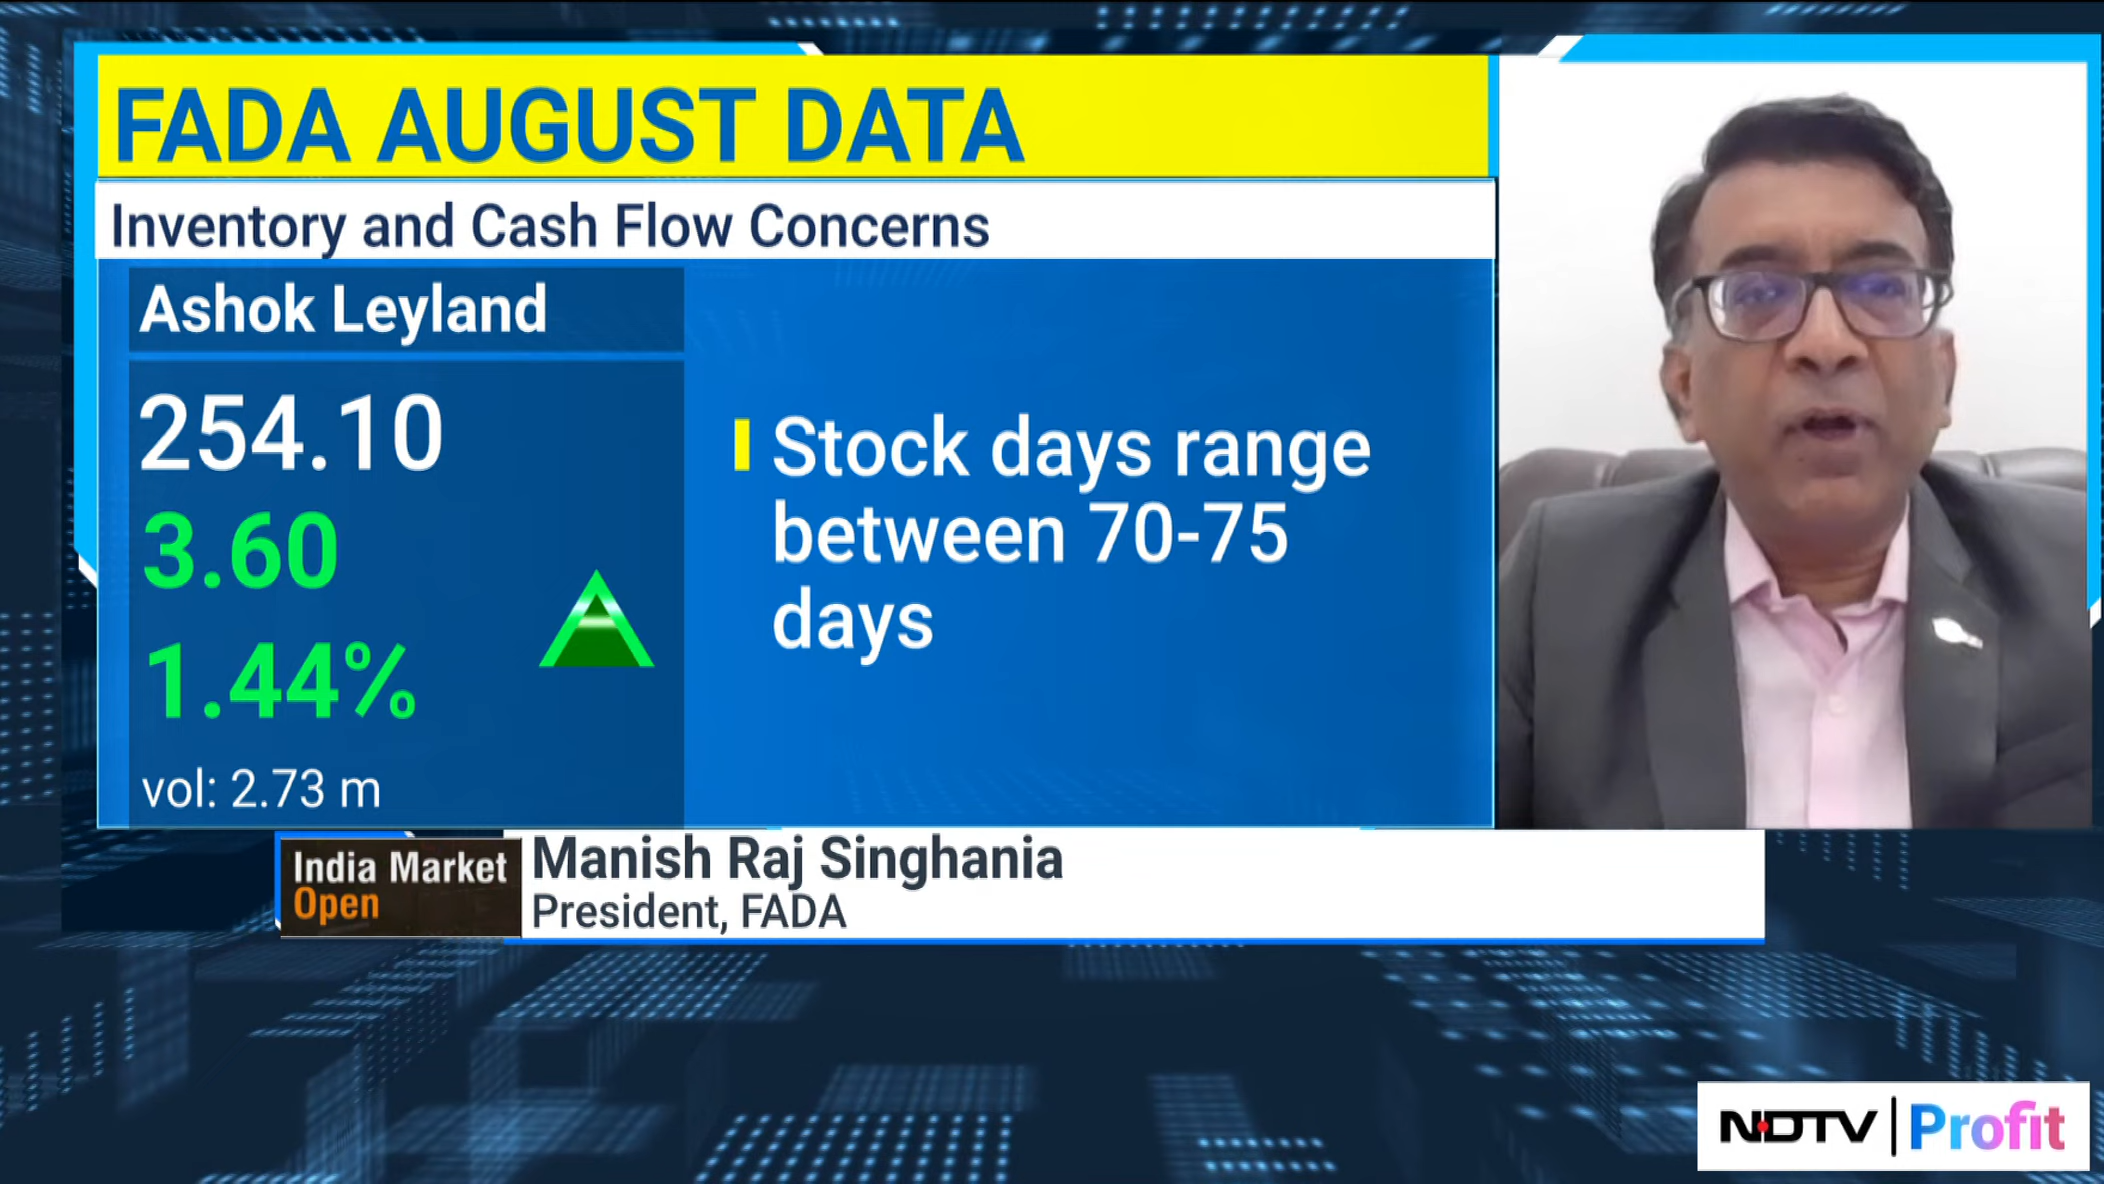 FADA AUGUST DATA
Inventory and Cash Flow Concerns
Ashok Leyland
254.10
3.60
1.44%
vol: 2.73 m
Stock days range
between 70-75
days
India Market
Open
Manish Raj Singhania
President, FADA
NDTV | Profit